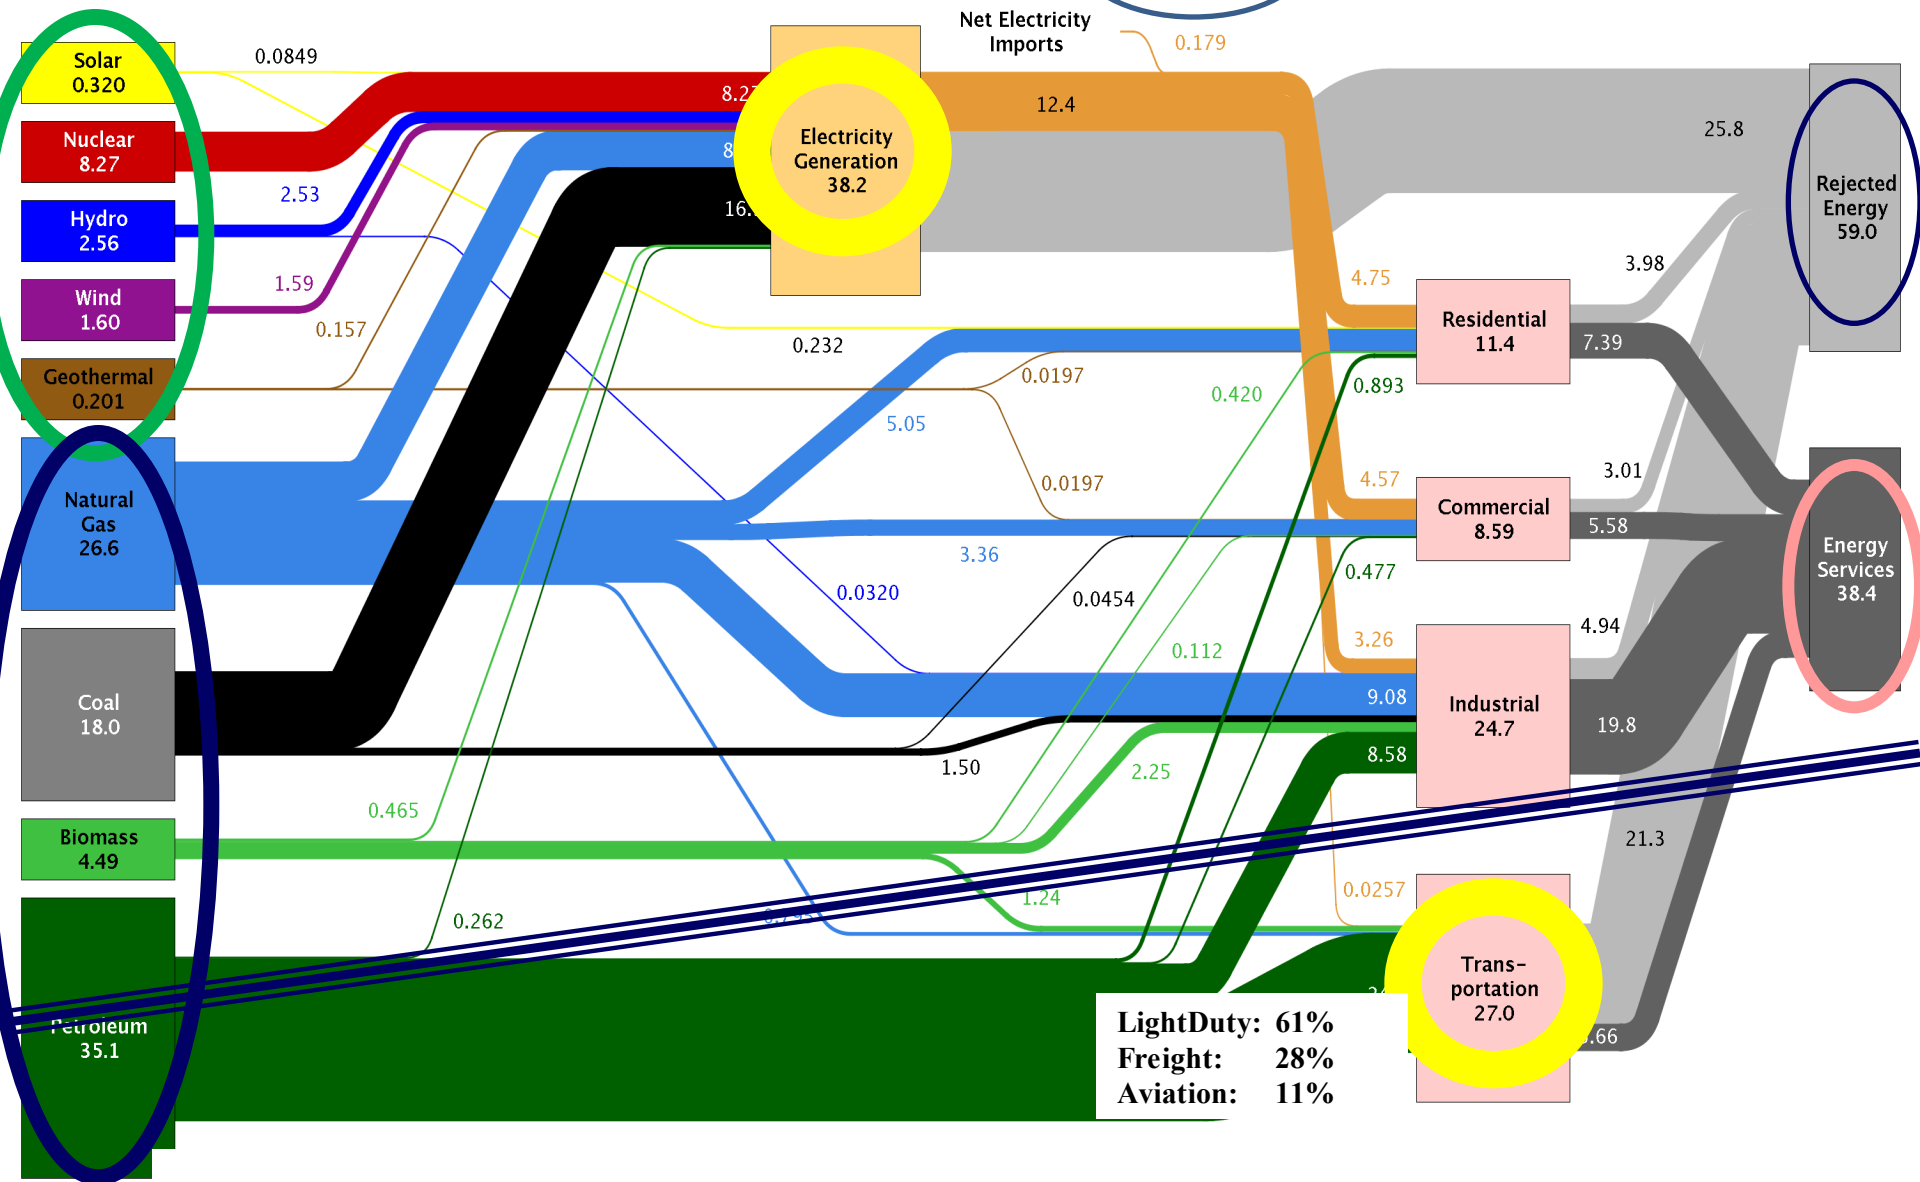 Solar
0.320
Nuclear
8.27
Hydro
2.56
Wind
1.60
Geothermal
0.201
Natural
Gas
26.6
Coal
18.0
Biomass
4.49
Petroleum
35.1
0.0849
2.53
1.59
0.157
0.465
0.262
Electricity
Generation
38.2
Net Electricity
Imports
0.179
12.4
0.232
0.0197
5.05
0.0197
3.36
0.0320
0.0454
0.112
1.50
2.25
1.24
0.420
4.75
0.893
4.57
0.477
3.26
9.08
8.58
0.0257
Residential
11.4
Commercial
8.59
Industrial
24.7
Trans-
portation
27.0
LightDuty: 61%
Freight: 28%
Aviation: 11%
25.8
3.98
7.39
3.01
5.58
4.94
19.8
21.3
Rejected
Energy
59.0
Energy
Services
38.4